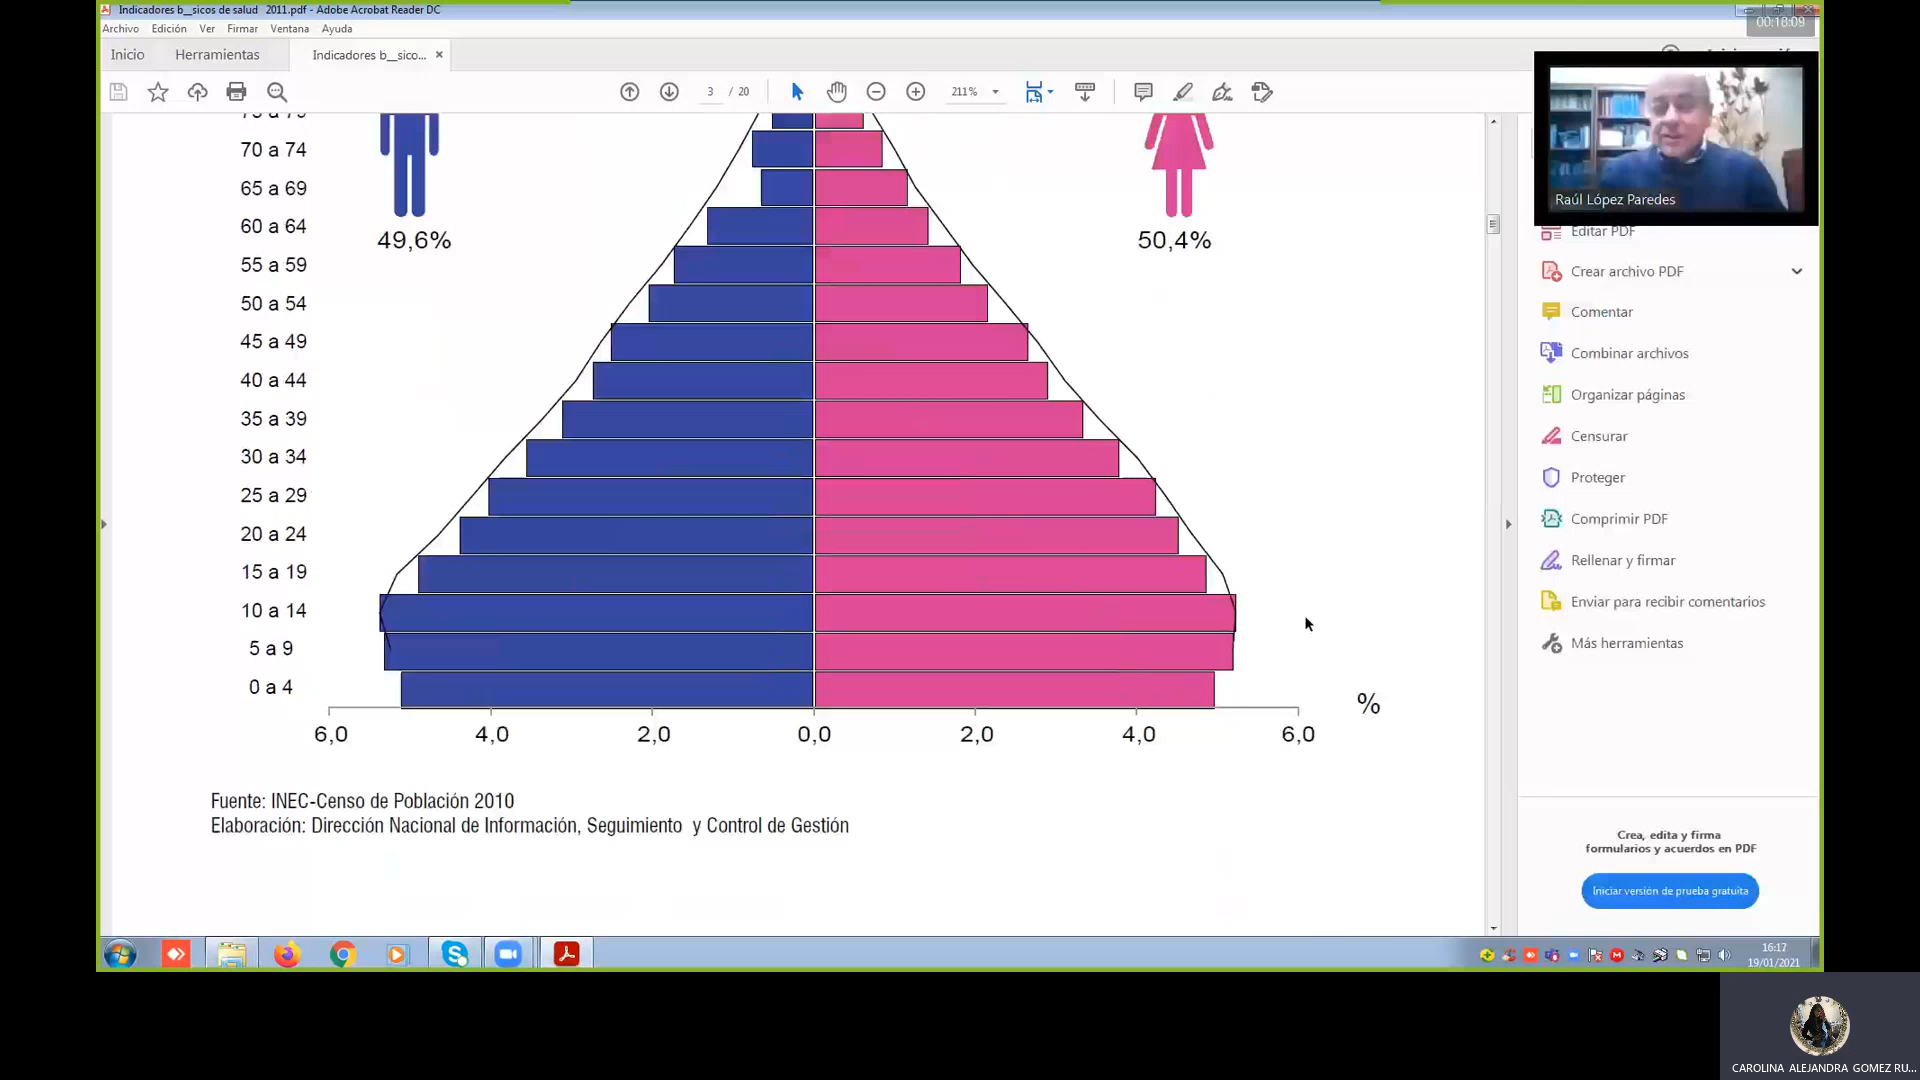 Indicadores b__sicos de salud 2011.pdf - Adobe Acrobat Reader DC
00:18:09
Archivo Edición Ver Firmar Ventana Ayuda
Inicio Herramientas Indicadores b__sico... ×
3 / 20 211%
Raúl López Paredes
70 a 74
65 a 69
60 a 64
49,6% 50,4%
55 a 59
50 a 54
45 a 49
40 a 44
35 a 39
30 a 34
25 a 29
20 a 24
15 a 19
10 a 14
5 a 9
0 a 4
%
6,0 4,0 2,0 0,0 2,0 4,0 6,0
Fuente: INEC-Censo de Población 2010
Elaboración: Dirección Nacional de Información, Seguimiento y Control de Gestión
Editar PDF
Crear archivo PDF
Comentar
Combinar archivos
Organizar páginas
Censurar
Proteger
Comprimir PDF
Rellenar y firmar
Enviar para recibir comentarios
Más herramientas
Crea, edita y firma
formularios y acuerdos en PDF
Iniciar versión de prueba gratuita
16:17
19/01/2021
CAROLINA ALEJANDRA GOMEZ RU...